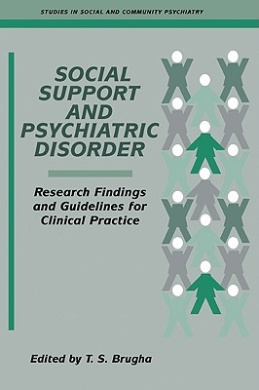 STUDIES IN SOCIAL AND COMMUNITY PSYCHIATRY
SOCIAL
SUPPORT
AND
PSYCHIATRIC
DISORDER
Research Findings
and Guidelines for
Clinical Practice
Edited by T. S. Brugha